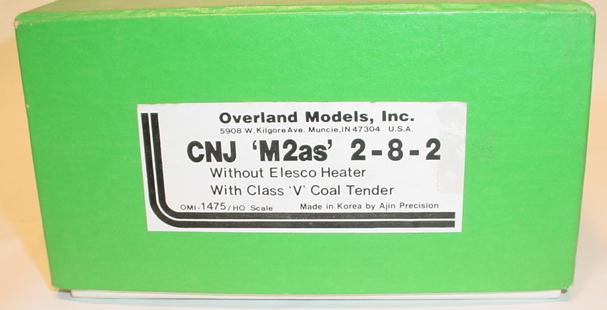 Overland Models, Inc.
5908 W. Kilgore Ave. Muncie, IN 47304 U.S.A.
CNJ 'M2as' 2-8-2
Without Elesco Heater
With Class 'V' Coal Tender
OMI-1475/HO Scale Made in Korea by Ajin Precision